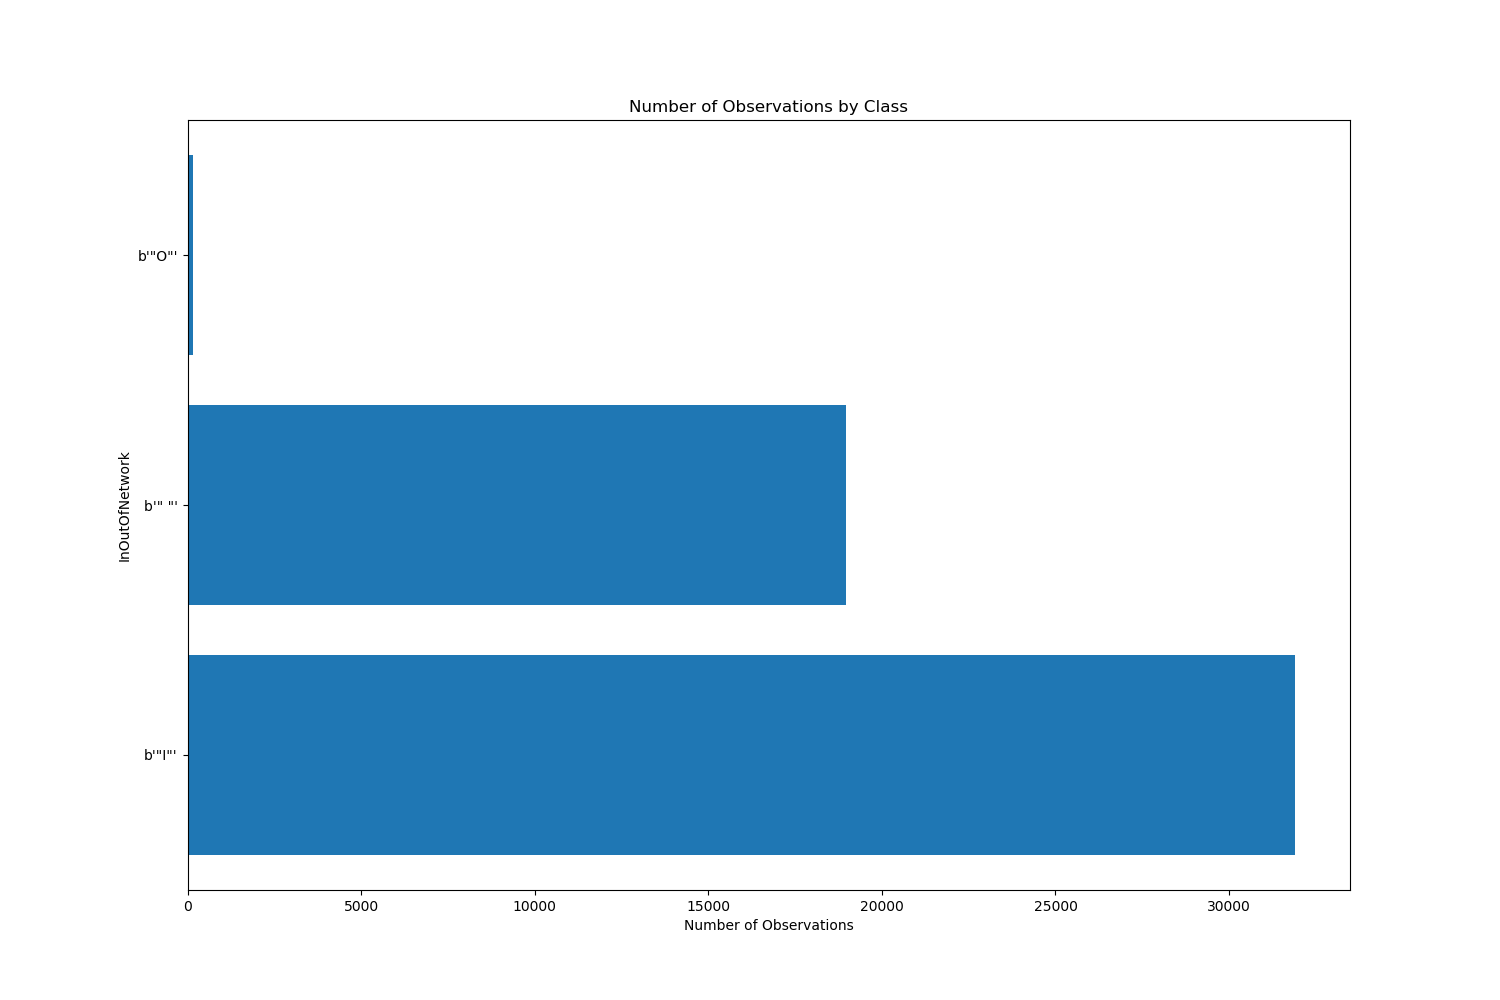 Number of Observations by Class
b'"O"'
b'" "'
b'"I"'
InOutOfNetwork
0 5000 10000 15000 20000 25000 30000
Number of Observations